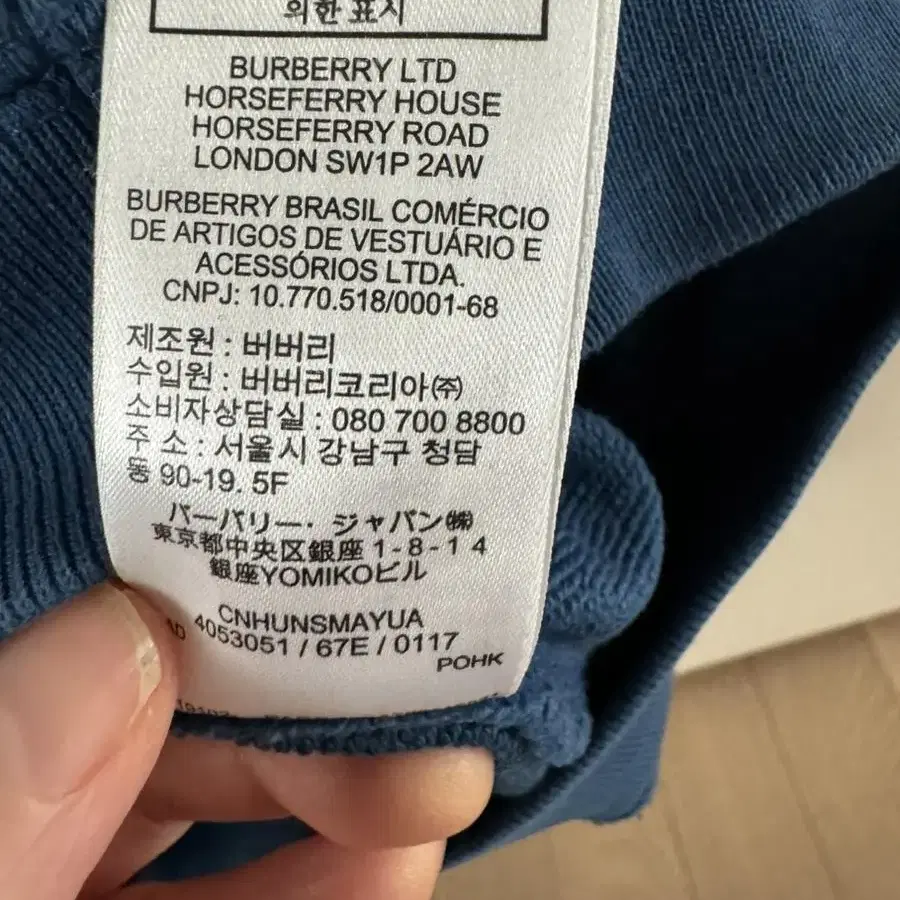 의한 표시
BURBERRY LTD
HORSEFERRY HOUSE
HORSEFERRY ROAD
LONDON SW1P 2AW
BURBERRY BRASIL COMÉRCIO
DE ARTIGOS DE VESTUÁRIO E
ACESSÓRIOS LTDA.
CNPJ: 10.770.518/0001-68
제조원 : 버버리
수입원 : 버버리코리아㈜
소비자상담실 : 080 700 8800
주 소 : 서울시 강남구 청담
동 90-19. 5F
バーバリー・ジャパン㈱
東京都中央区銀座 1-8-1 4
銀座YOMIKOビル
CNHUNSMAYUA
4053051 / 67E / 0117
POHK